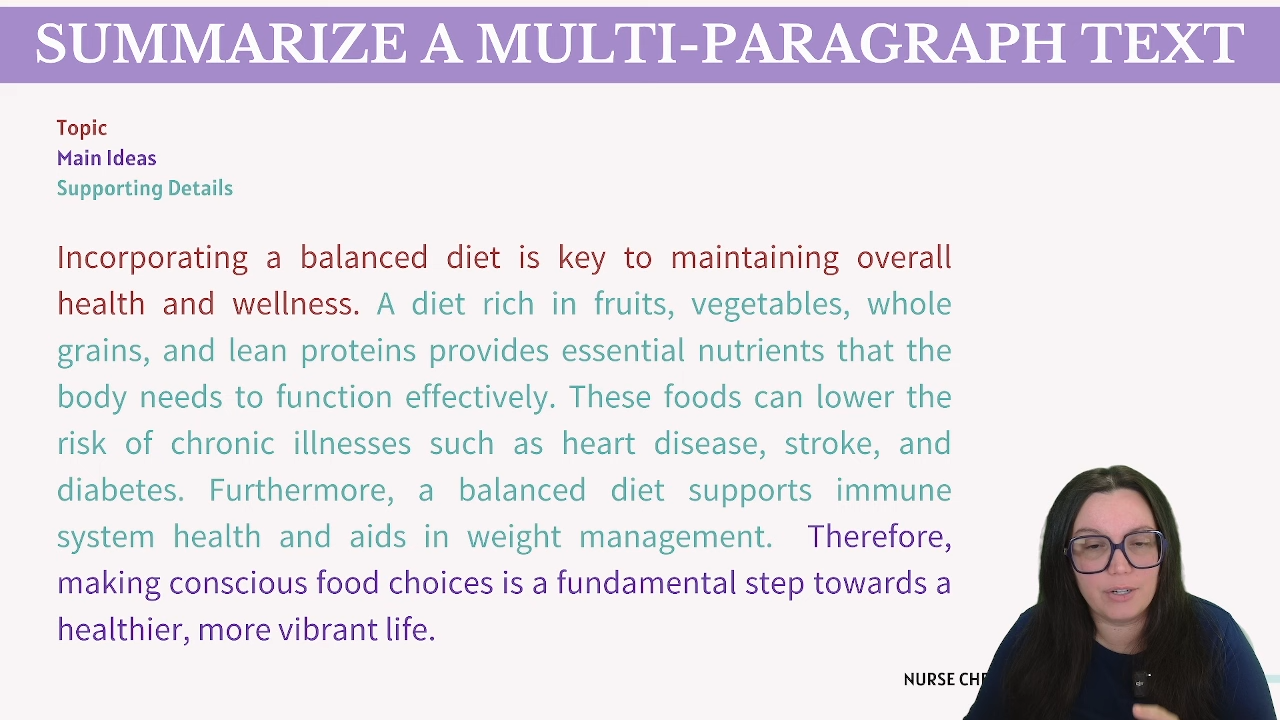 SUMMARIZE A MULTI-PARAGRAPH TEXT
Topic
Main Ideas
Supporting Details
Incorporating a balanced diet is key to maintaining overall
health and wellness. A diet rich in fruits, vegetables, whole
grains, and lean proteins provides essential nutrients that the
body needs to function effectively. These foods can lower the
risk of chronic illnesses such as heart disease, stroke, and
diabetes. Furthermore, a balanced diet supports immune
system health and aids in weight management. Therefore,
making conscious food choices is a fundamental step towards a
healthier, more vibrant life.
NURSE